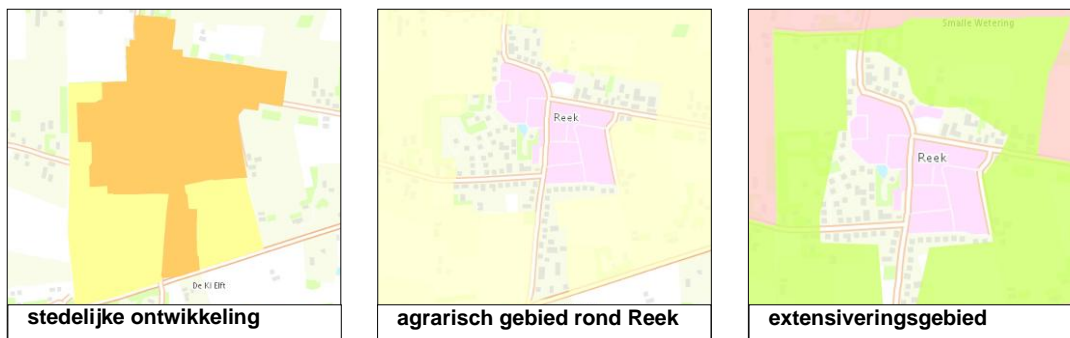 De Kl Elft
stedelijke ontwikkeling
Reek
agrarisch gebied rond Reek
Smalle Wetering
Reek
extensiveringsgebied